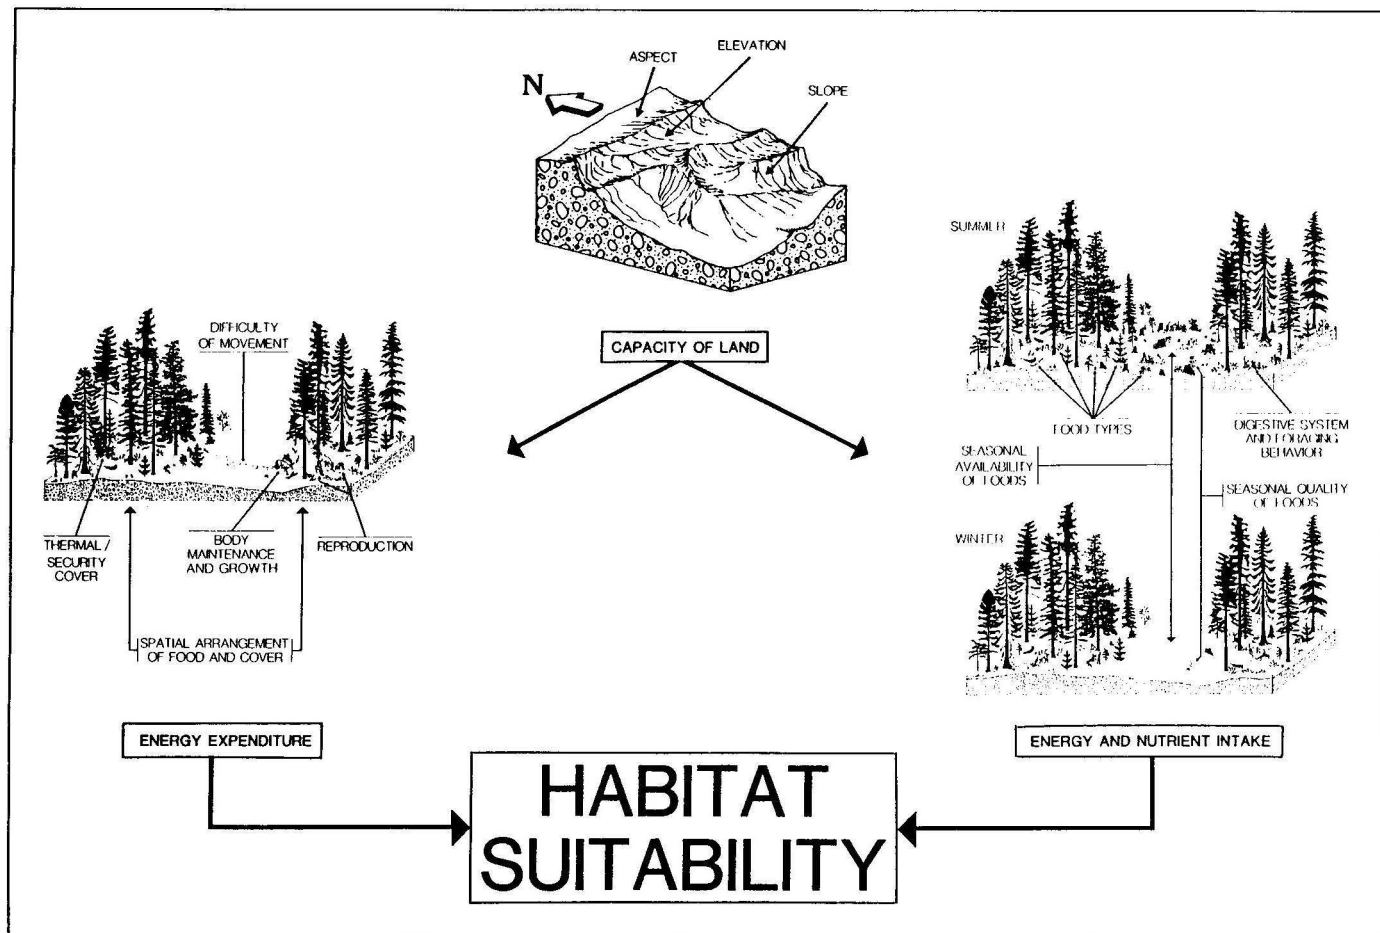 ASPECT
ELEVATION
N
SLOPE
CAPACITY OF LAND
DIFFICULTY
OF MOVEMENT
THERMAL/
SECURITY
COVER
BODY
MAINTENANCE
AND GROWTH
REPRODUCTION
SPATIAL ARRANGEMENT
OF FOOD AND COVER
ENERGY EXPENDITURE
SUMMER
FOOD TYPES
DIGESTIVE SYSTEM
AND FORAGING
BEHAVIOR
SEASONAL
AVAILABILITY
OF FOODS
SEASONAL QUALITY
OF FOODS
WINTER
ENERGY AND NUTRIENT INTAKE
HABITAT
SUITABILITY